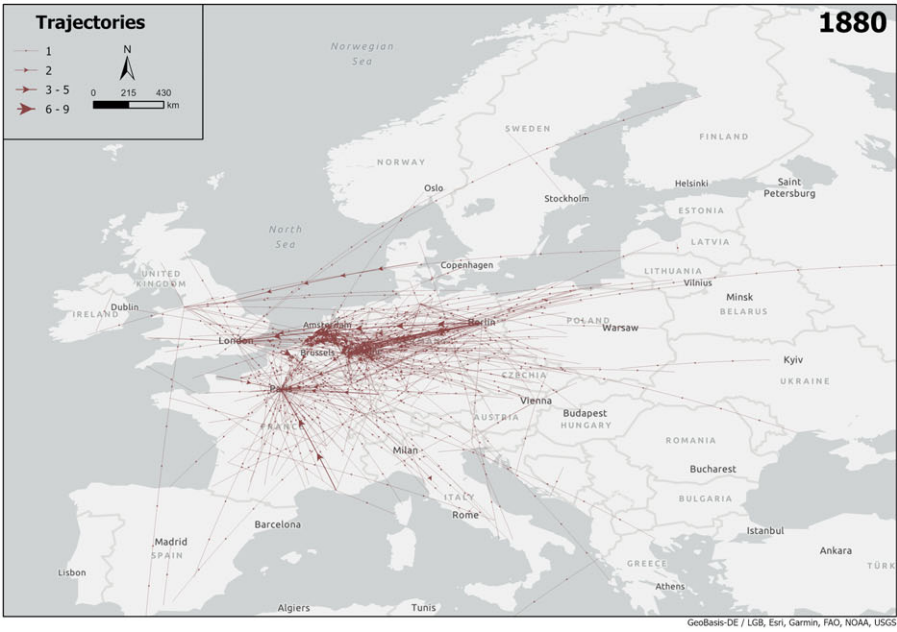 Trajectories
1
2
3 - 5
6 - 9
N
0 215 430
km
1880
Norwegian
Sea
SWEDEN
FINLAND
NORWAY
Oslo
Helsinki
Saint
Petersburg
Stockholm
ESTONIA
North
Sea
LATVIA
Copenhagen
LITHUANIA
UNITED
KINGDOM
Vilnius
Dublin
IRELAND
Minsk
BELARUS
Amsterdam
Berlin
POLAND
Warsaw
London
Brussels
Kyiv
CZECHIA
UKRAINE
Paris
Vienna
Budapest
HUNGARY
AUSTRIA
FRANCE
ROMANIA
Milan
Bucharest
ITALY
BULGARIA
Rome
Barcelona
Istanbul
Madrid
SPAIN
Ankara
GREECE
TÜRK
Lisbon
Athens
Algiers
Tunis
GeoBasis-DE / LGB, Esri, Garmin, FAO, NOAA, USGS